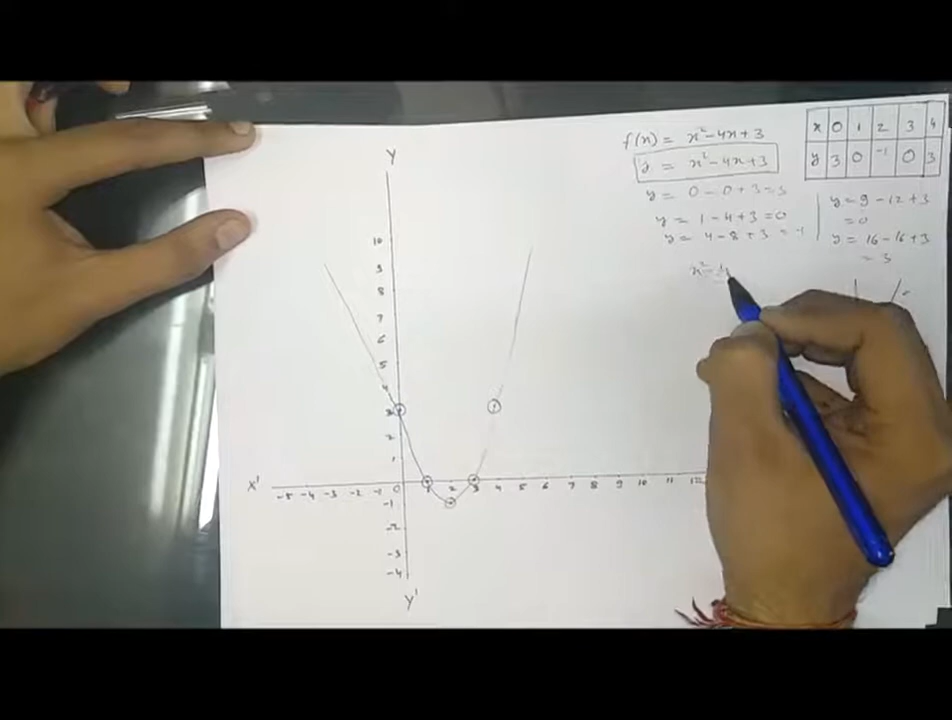 f(x) = x² - 4x + 3
y = x² - 4x + 3
y = 0 - 0 + 3 = 3
y = 1 - 4 + 3 = 0
y = 4 - 8 + 3 = -1
x² - 4
x 0 1 2 3 4
y 3 0 -1 0 3
y = 9 - 12 + 3
= 0
y = 16 - 16 + 3
= 3
Y
10
9
8
7
6
5
4
3
2
1
X' -5 -4 -3 -2 -1 0 1 2 3 4 5 6 7 8 9 10 11 12
-1
-2
-3
-4
Y'